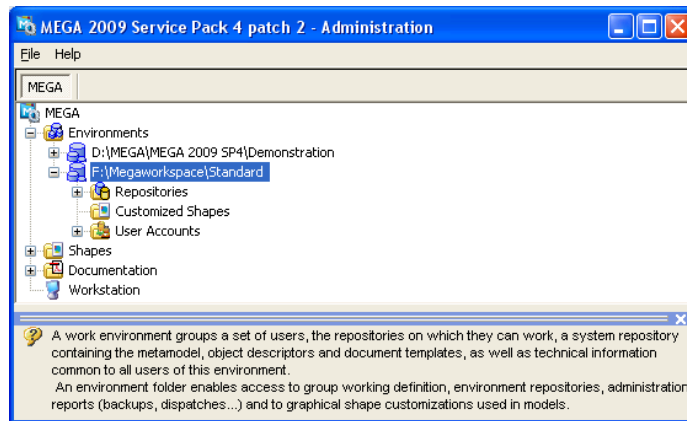 MEGA 2009 Service Pack 4 patch 2 - Administration
File Help
MEGA
MEGA
Environments
D:\MEGA\MEGA 2009 SP4\Demonstration
F:\Megaworkspace\Standard
Repositories
Customized Shapes
User Accounts
Shapes
Documentation
Workstation
A work environment groups a set of users, the repositories on which they can work, a system repository
containing the metamodel, object descriptors and document templates, as well as technical information
common to all users of this environment.
An environment folder enables access to group working definition, environment repositories, administration
reports (backups, dispatches...) and to graphical shape customizations used in models.